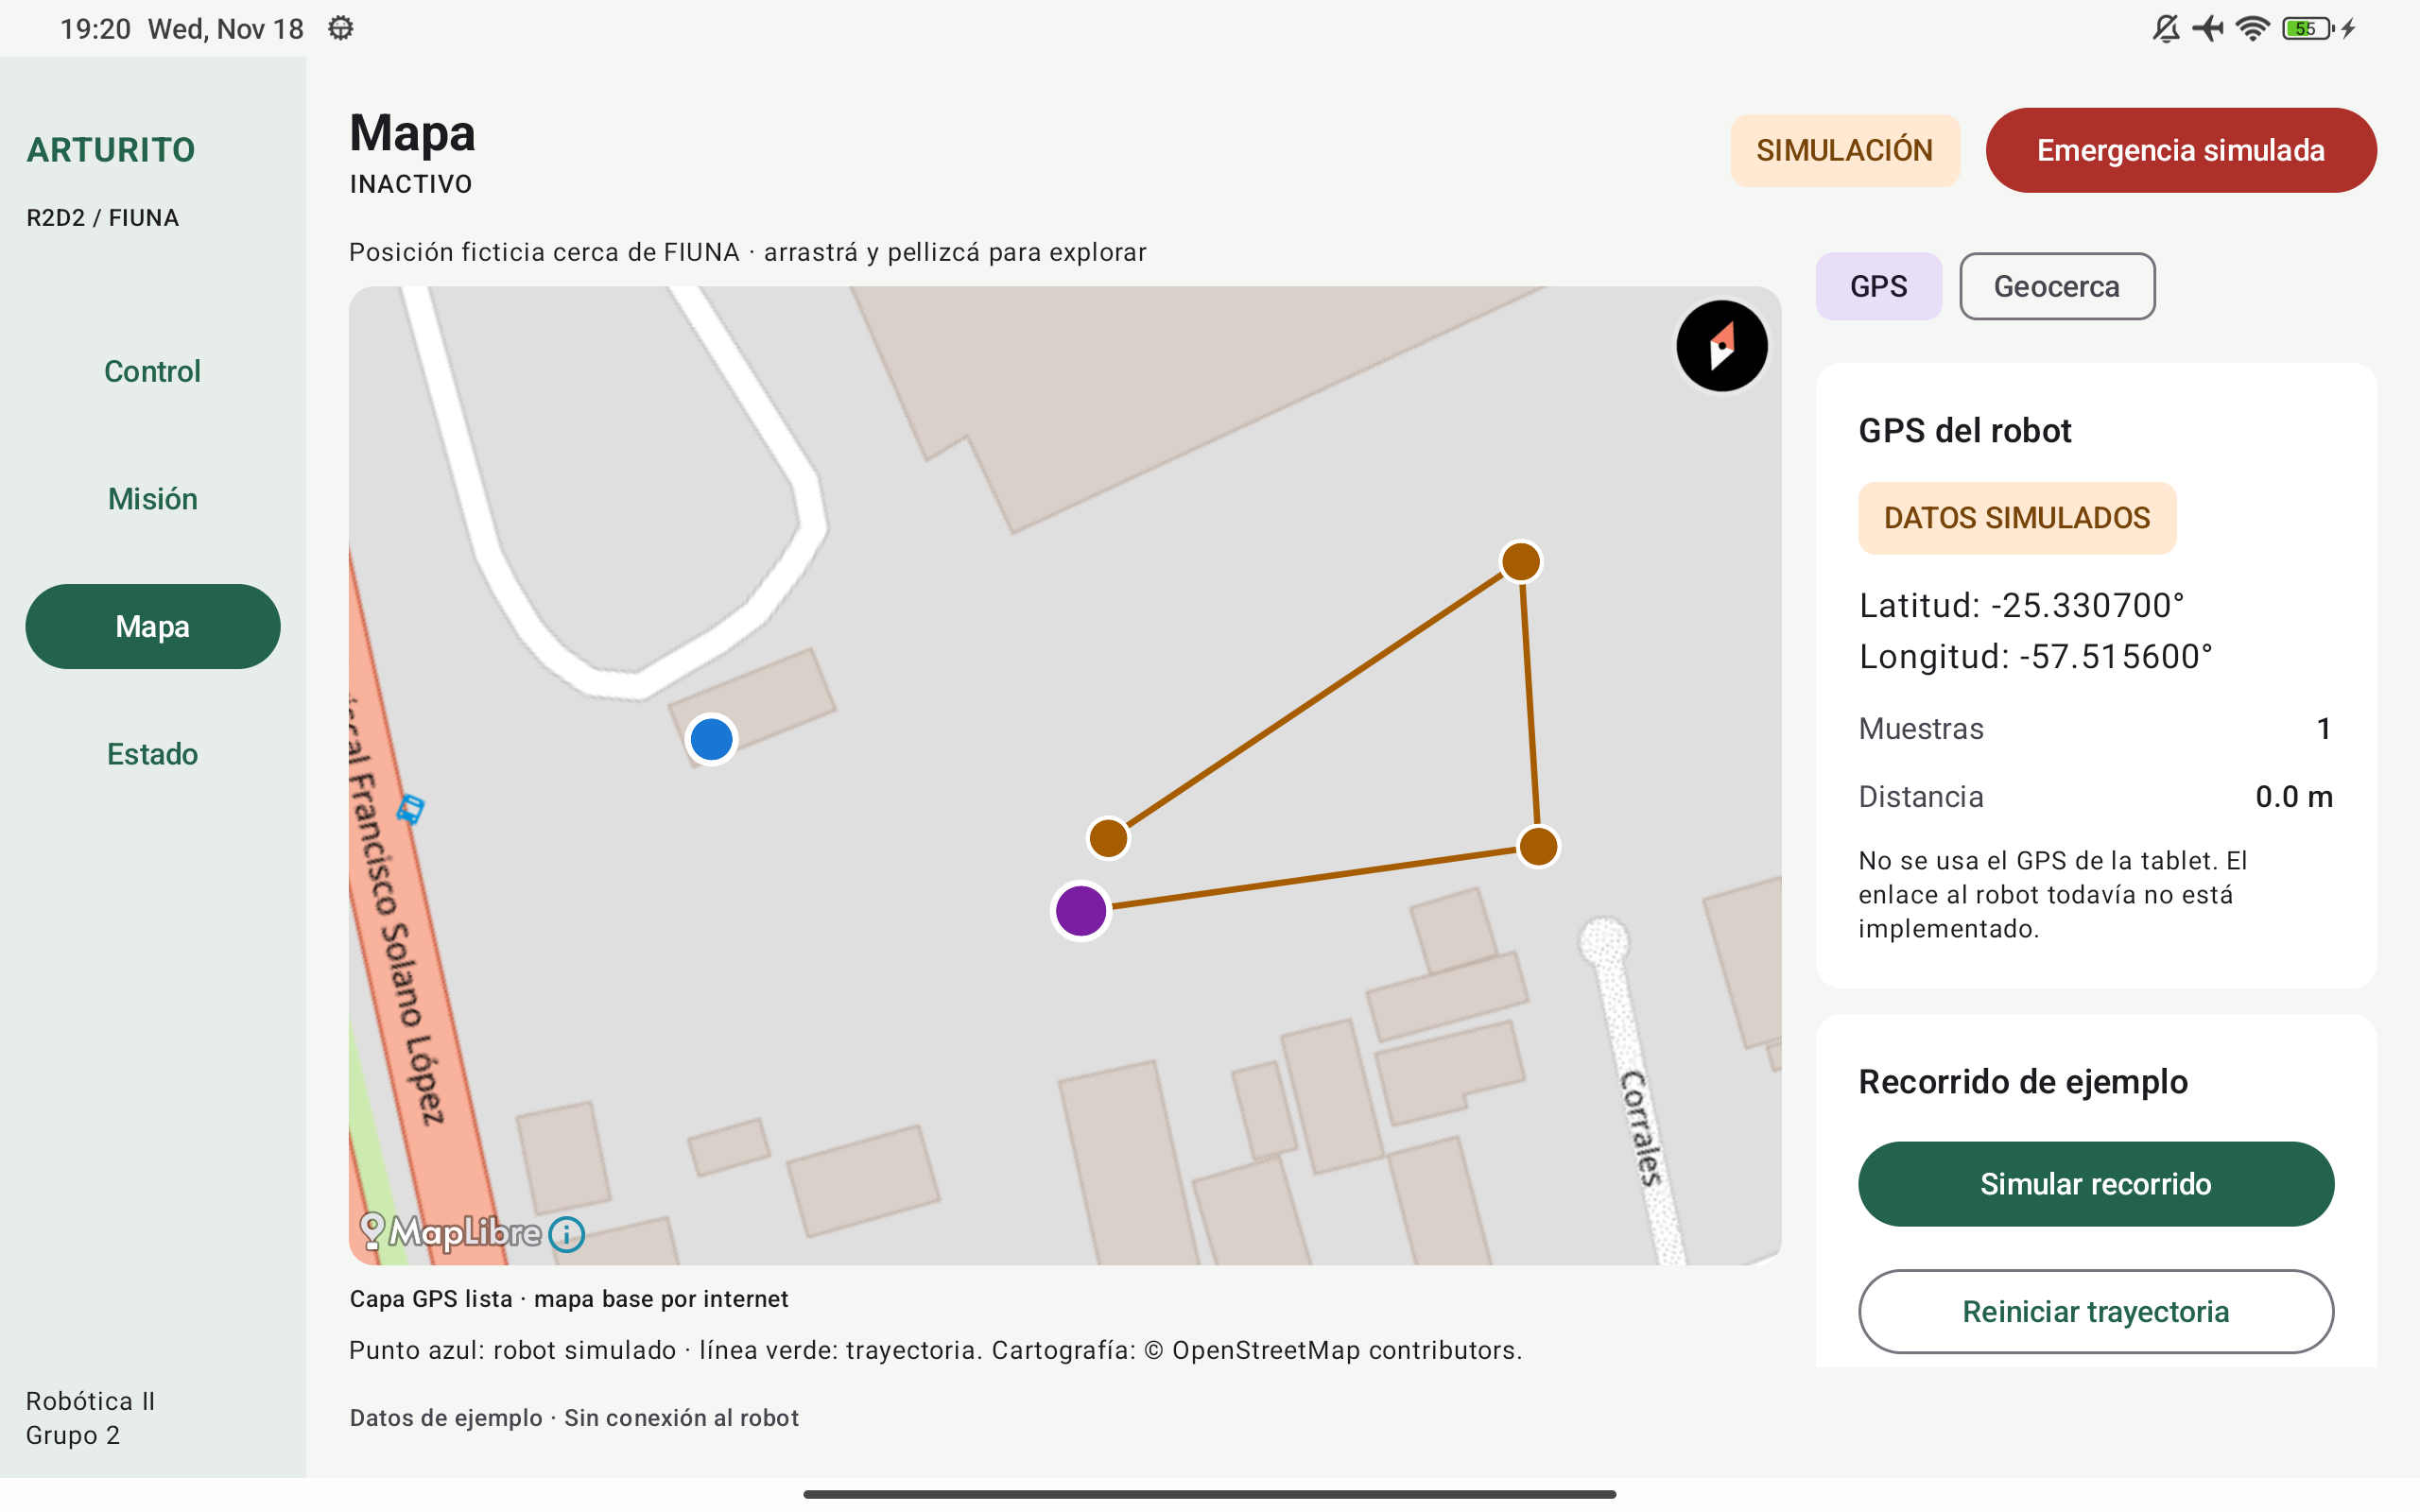 19:20 Wed, Nov 18
55
ARTURITO
R2D2 / FIUNA
Control
Misión
Mapa
Estado
Robótica II
Grupo 2
Mapa
INACTIVO
SIMULACIÓN
Emergencia simulada
Posición ficticia cerca de FIUNA · arrastrá y pellizcá para explorar
Francisco Solano López
Corrales
MapLibre
Capa GPS lista · mapa base por internet
Punto azul: robot simulado · línea verde: trayectoria. Cartografía: © OpenStreetMap contributors.
Datos de ejemplo · Sin conexión al robot
GPS
Geocerca
GPS del robot
DATOS SIMULADOS
Latitud: -25.330700°
Longitud: -57.515600°
Muestras 1
Distancia 0.0 m
No se usa el GPS de la tablet. El
enlace al robot todavía no está
implementado.
Recorrido de ejemplo
Simular recorrido
Reiniciar trayectoria